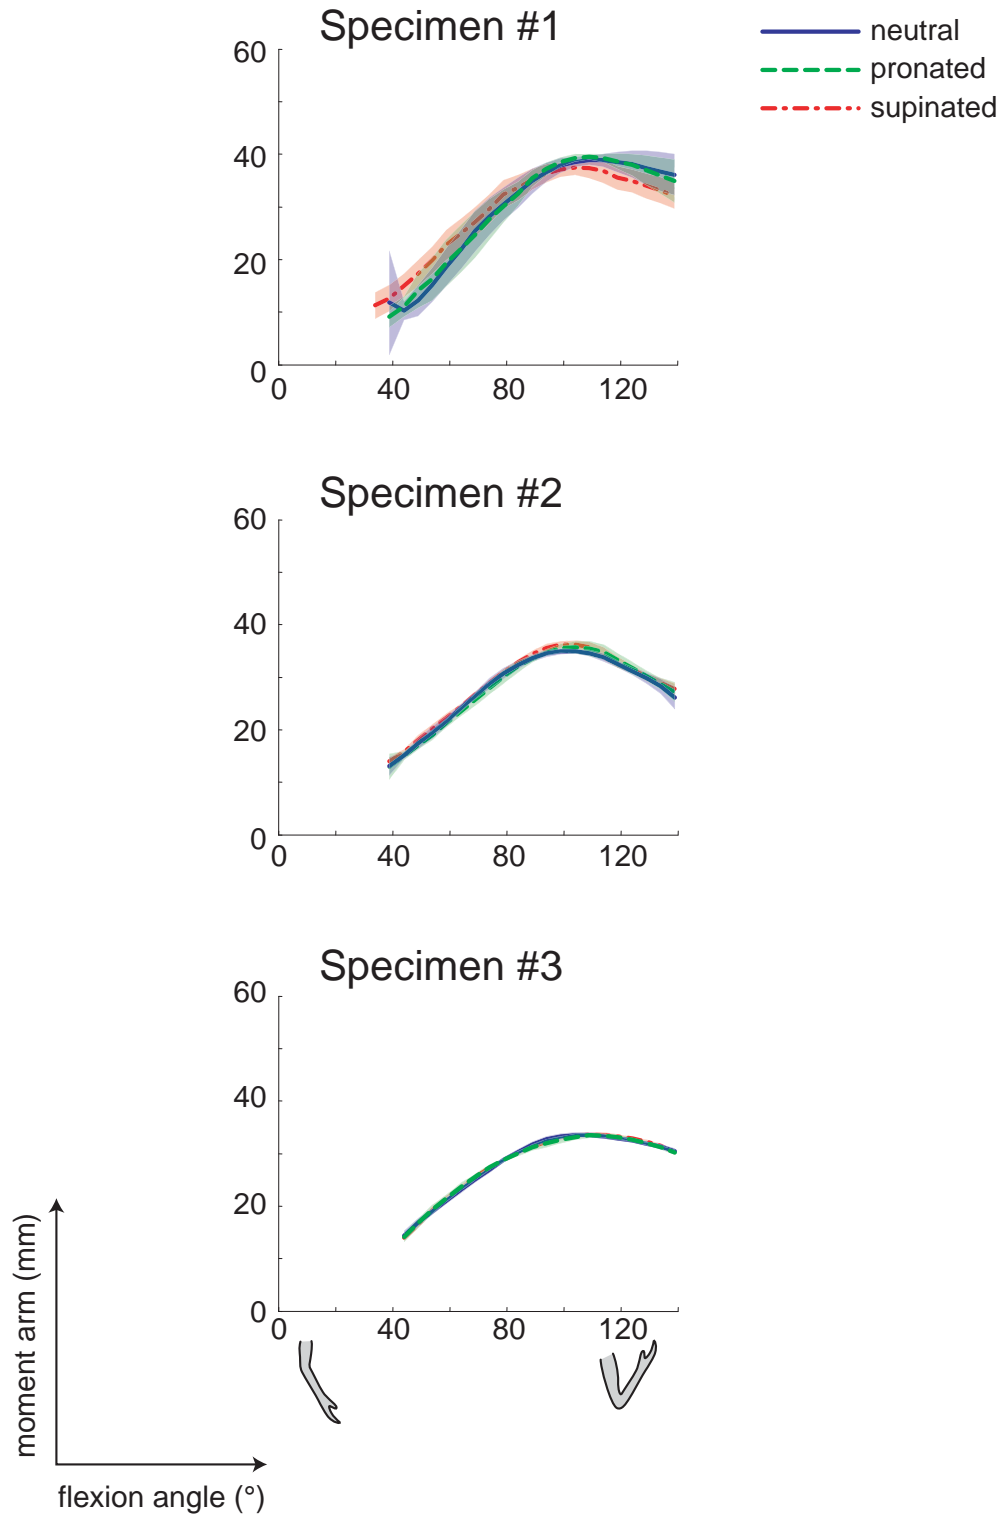 Specimen #1
neutral
pronated
supinated
60
40
20
0
0 40 80 120
Specimen #2
60
40
20
0
0 40 80 120
Specimen #3
60
40
20
0
0 40 80 120
moment arm (mm)
flexion angle (°)